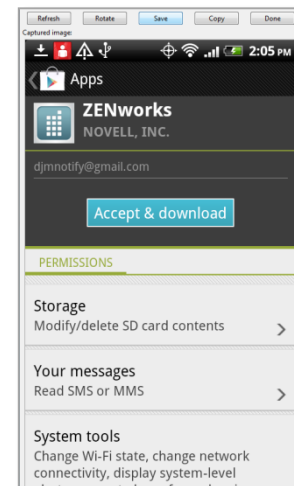 Refresh Rotate Save Copy Done
Captured image:
2:05 PM
Apps
ZENworks
NOVELL, INC.
djmnotify@gmail.com
Accept & download
PERMISSIONS
Storage
Modify/delete SD card contents
Your messages
Read SMS or MMS
System tools
Change Wi-Fi state, change network
connectivity, display system-level